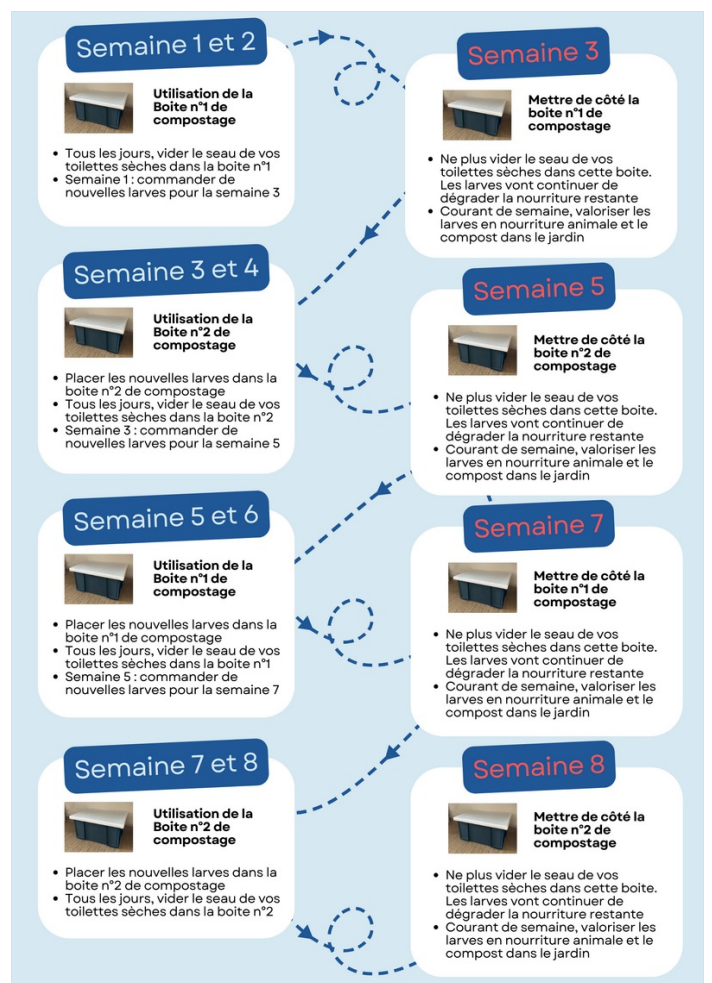 Semaine 1 et 2
Utilisation de la
Boite n°1 de
compostage
• Tous les jours, vider le seau de vos
toilettes sèches dans la boite n°1
• Semaine 1 : commander de
nouvelles larves pour la semaine 3
Semaine 3
Mettre de côté la
boite n°1 de
compostage
• Ne plus vider le seau de vos
toilettes sèches dans cette boite.
Les larves vont continuer de
dégrader la nourriture restante
• Courant de semaine, valoriser les
larves en nourriture animale et le
compost dans le jardin
Semaine 3 et 4
Utilisation de la
Boite n°2 de
compostage
• Placer les nouvelles larves dans la
boite n°2 de compostage
• Tous les jours, vider le seau de vos
toilettes sèches dans la boite n°2
• Semaine 3 : commander de
nouvelles larves pour la semaine 5
Semaine 5
Mettre de côté la
boite n°2 de
compostage
• Ne plus vider le seau de vos
toilettes sèches dans cette boite.
Les larves vont continuer de
dégrader la nourriture restante
• Courant de semaine, valoriser les
larves en nourriture animale et le
compost dans le jardin
Semaine 5 et 6
Utilisation de la
Boite n°1 de
compostage
• Placer les nouvelles larves dans la
boite n°1 de compostage
• Tous les jours, vider le seau de vos
toilettes sèches dans la boite n°1
• Semaine 5 : commander de
nouvelles larves pour la semaine 7
Semaine 7
Mettre de côté la
boite n°1 de
compostage
• Ne plus vider le seau de vos
toilettes sèches dans cette boite.
Les larves vont continuer de
dégrader la nourriture restante
• Courant de semaine, valoriser les
larves en nourriture animale et le
compost dans le jardin
Semaine 7 et 8
Utilisation de la
Boite n°2 de
compostage
• Placer les nouvelles larves dans la
boite n°2 de compostage
• Tous les jours, vider le seau de vos
toilettes sèches dans la boite n°2
Semaine 8
Mettre de côté la
boite n°2 de
compostage
• Ne plus vider le seau de vos
toilettes sèches dans cette boite.
Les larves vont continuer de
dégrader la nourriture restante
• Courant de semaine, valoriser les
larves en nourriture animale et le
compost dans le jardin